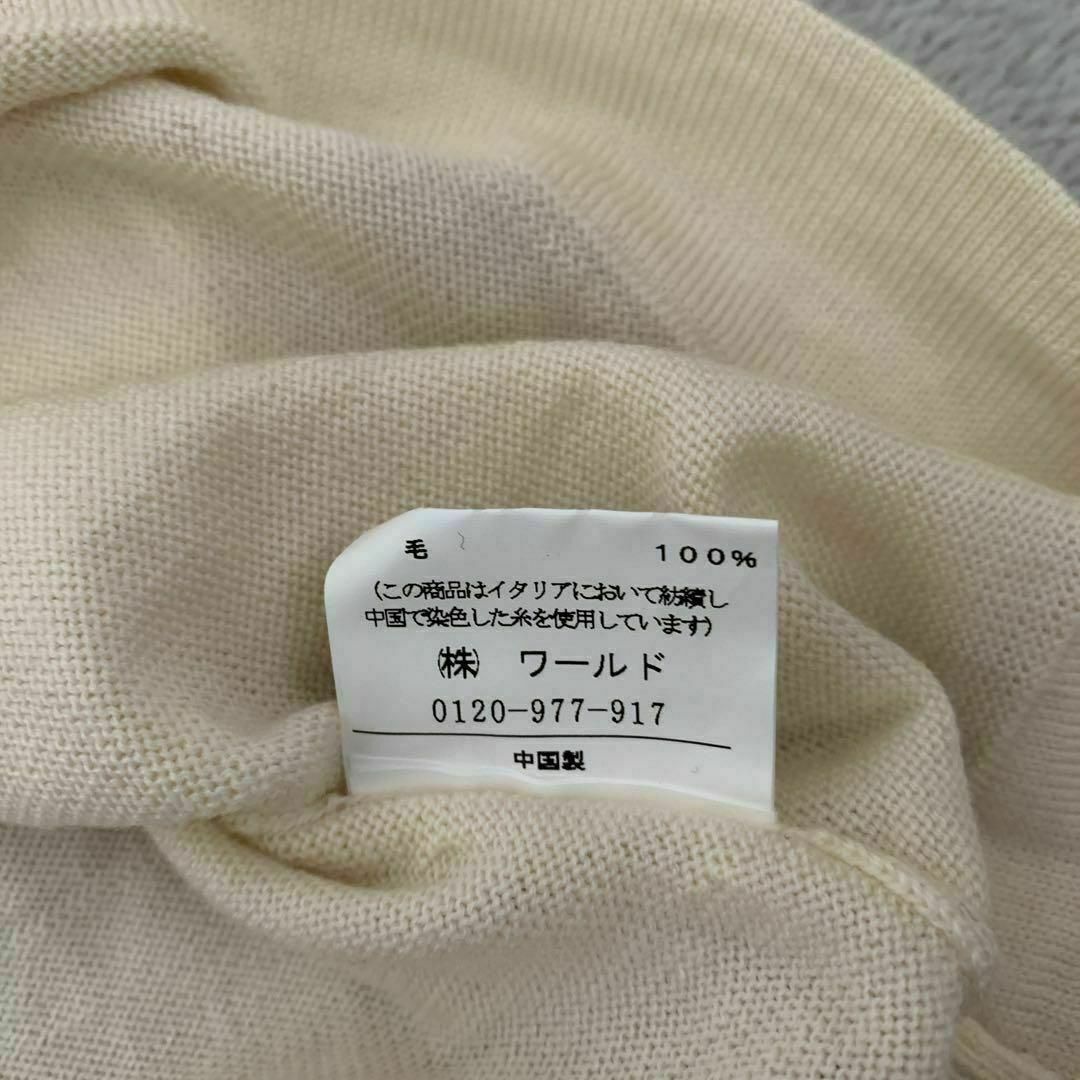 毛 100%
(この商品はイタリアにおいて紡績し
中国で染色した糸を使用しています)
㈱ ワールド
0120-977-917
中国製